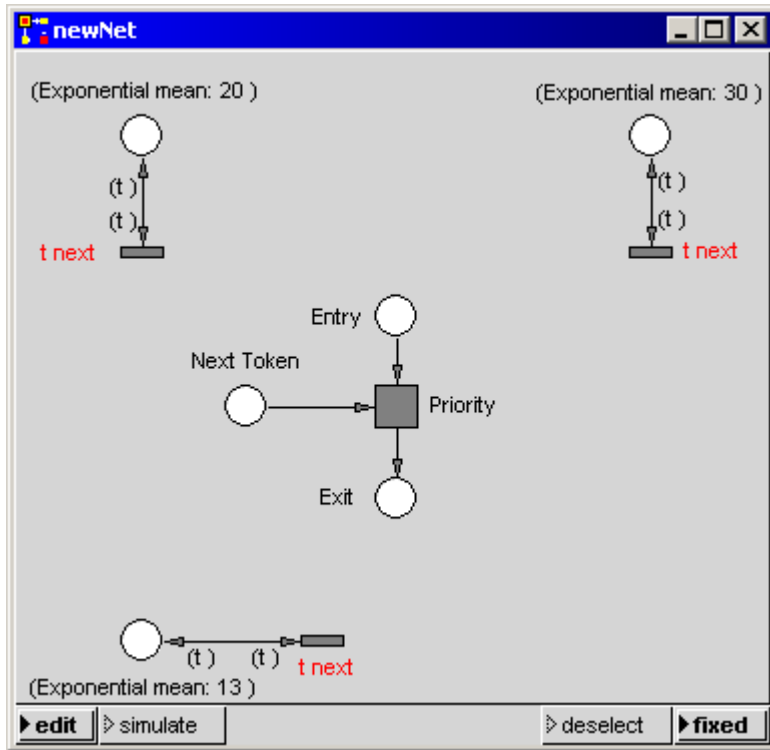 newNet
(Exponential mean: 20 )
(Exponential mean: 30 )
(t )
(t )
(t )
(t )
t next
t next
Entry
Next Token
Priority
Exit
(t )
(t )
t next
(Exponential mean: 13 )
edit
simulate
deselect
fixed